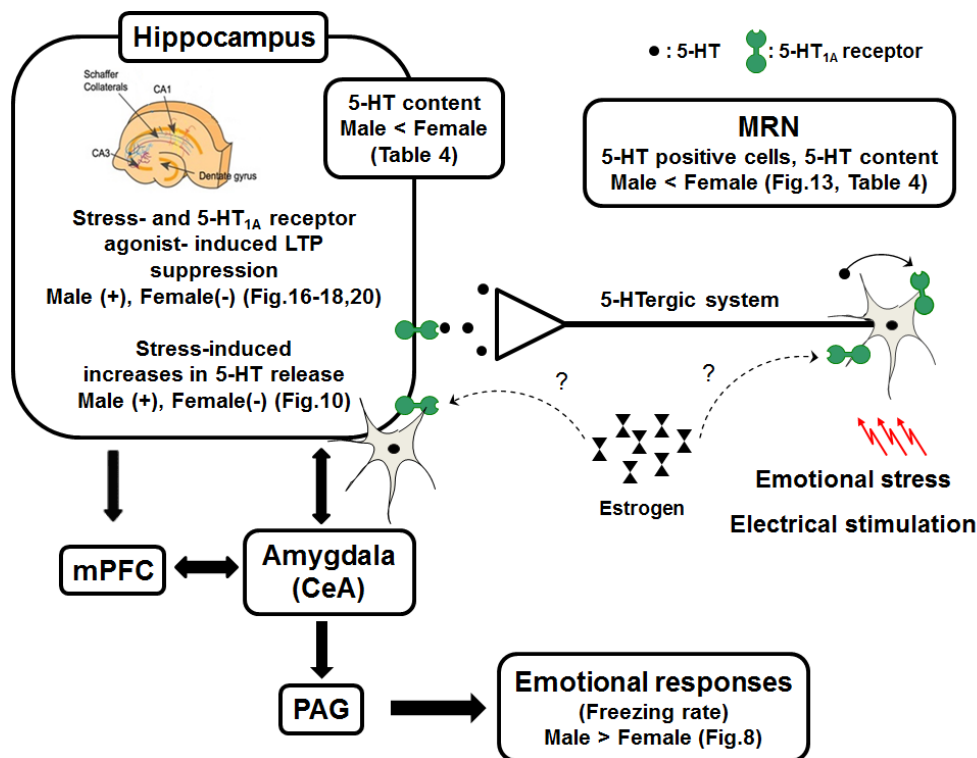 Hippocampus
Schaffer
Collaterals
CA1
CA3
Dentate gyrus
5-HT content
Male < Female
(Table 4)
: 5-HT
: 5-HT1A receptor
MRN
5-HT positive cells, 5-HT content
Male < Female (Fig.13, Table 4)
Stress- and 5-HT1A receptor
agonist- induced LTP
suppression
Male (+), Female(-) (Fig.16-18,20)
Stress-induced
increases in 5-HT release
Male (+), Female(-) (Fig.10)
5-HTergic system
?
?
Estrogen
Emotional stress
Electrical stimulation
mPFC
Amygdala
(CeA)
PAG
Emotional responses
(Freezing rate)
Male > Female (Fig.8)